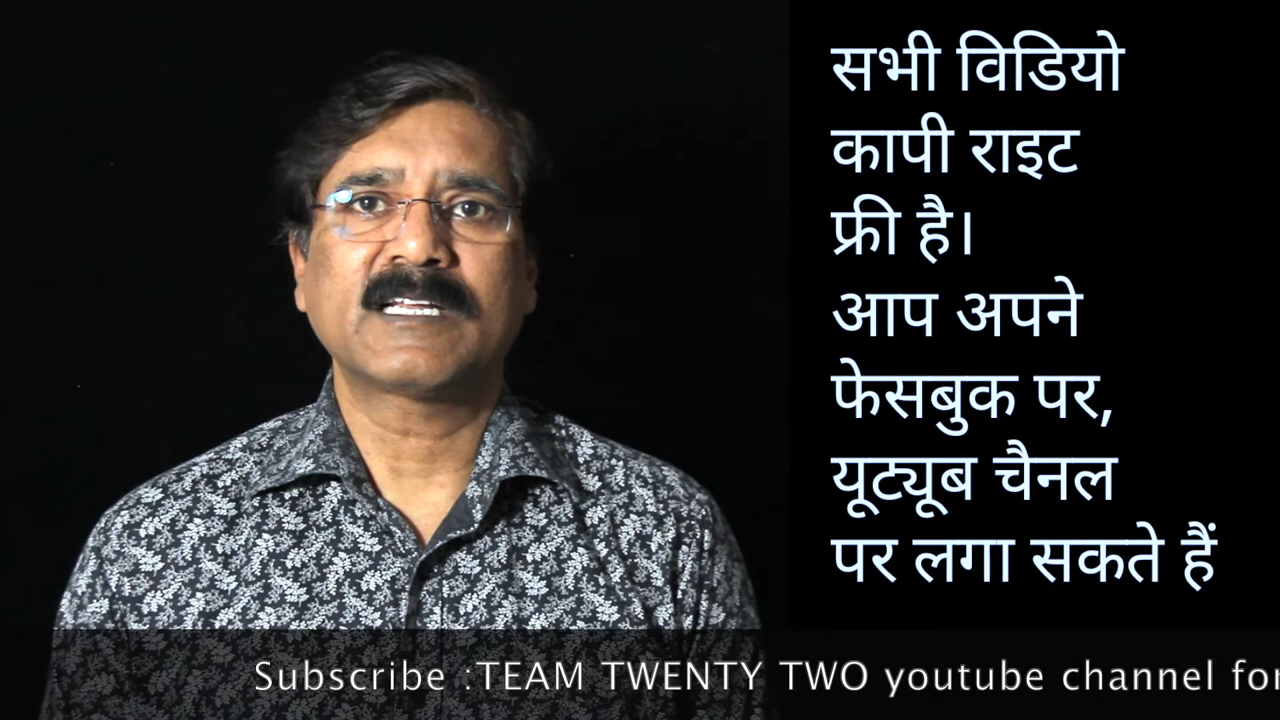 सभी विडियो
कापी राइट
फ्री है।
आप अपने
फेसबुक पर,
यूट्यूब चैनल
पर लगा सकते हैं
Subscribe :TEAM TWENTY TWO youtube channel for